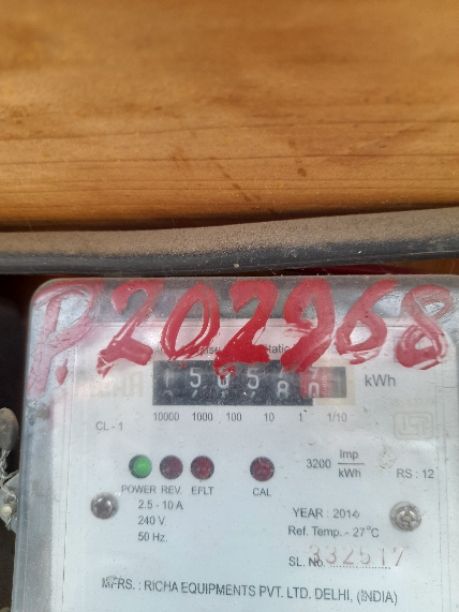 P.202968
kWh
10000 1000 100 10 1 1/10
CL - 1
3200 Imp/kWh
RS : 12
POWER REV. EFLT CAL
2.5 - 10 A
240 V
50 Hz.
YEAR : 2014
Ref. Temp. - 27°C
SL. No. 332517
MFRS. : RICHA EQUIPMENTS PVT. LTD. DELHI, (INDIA)